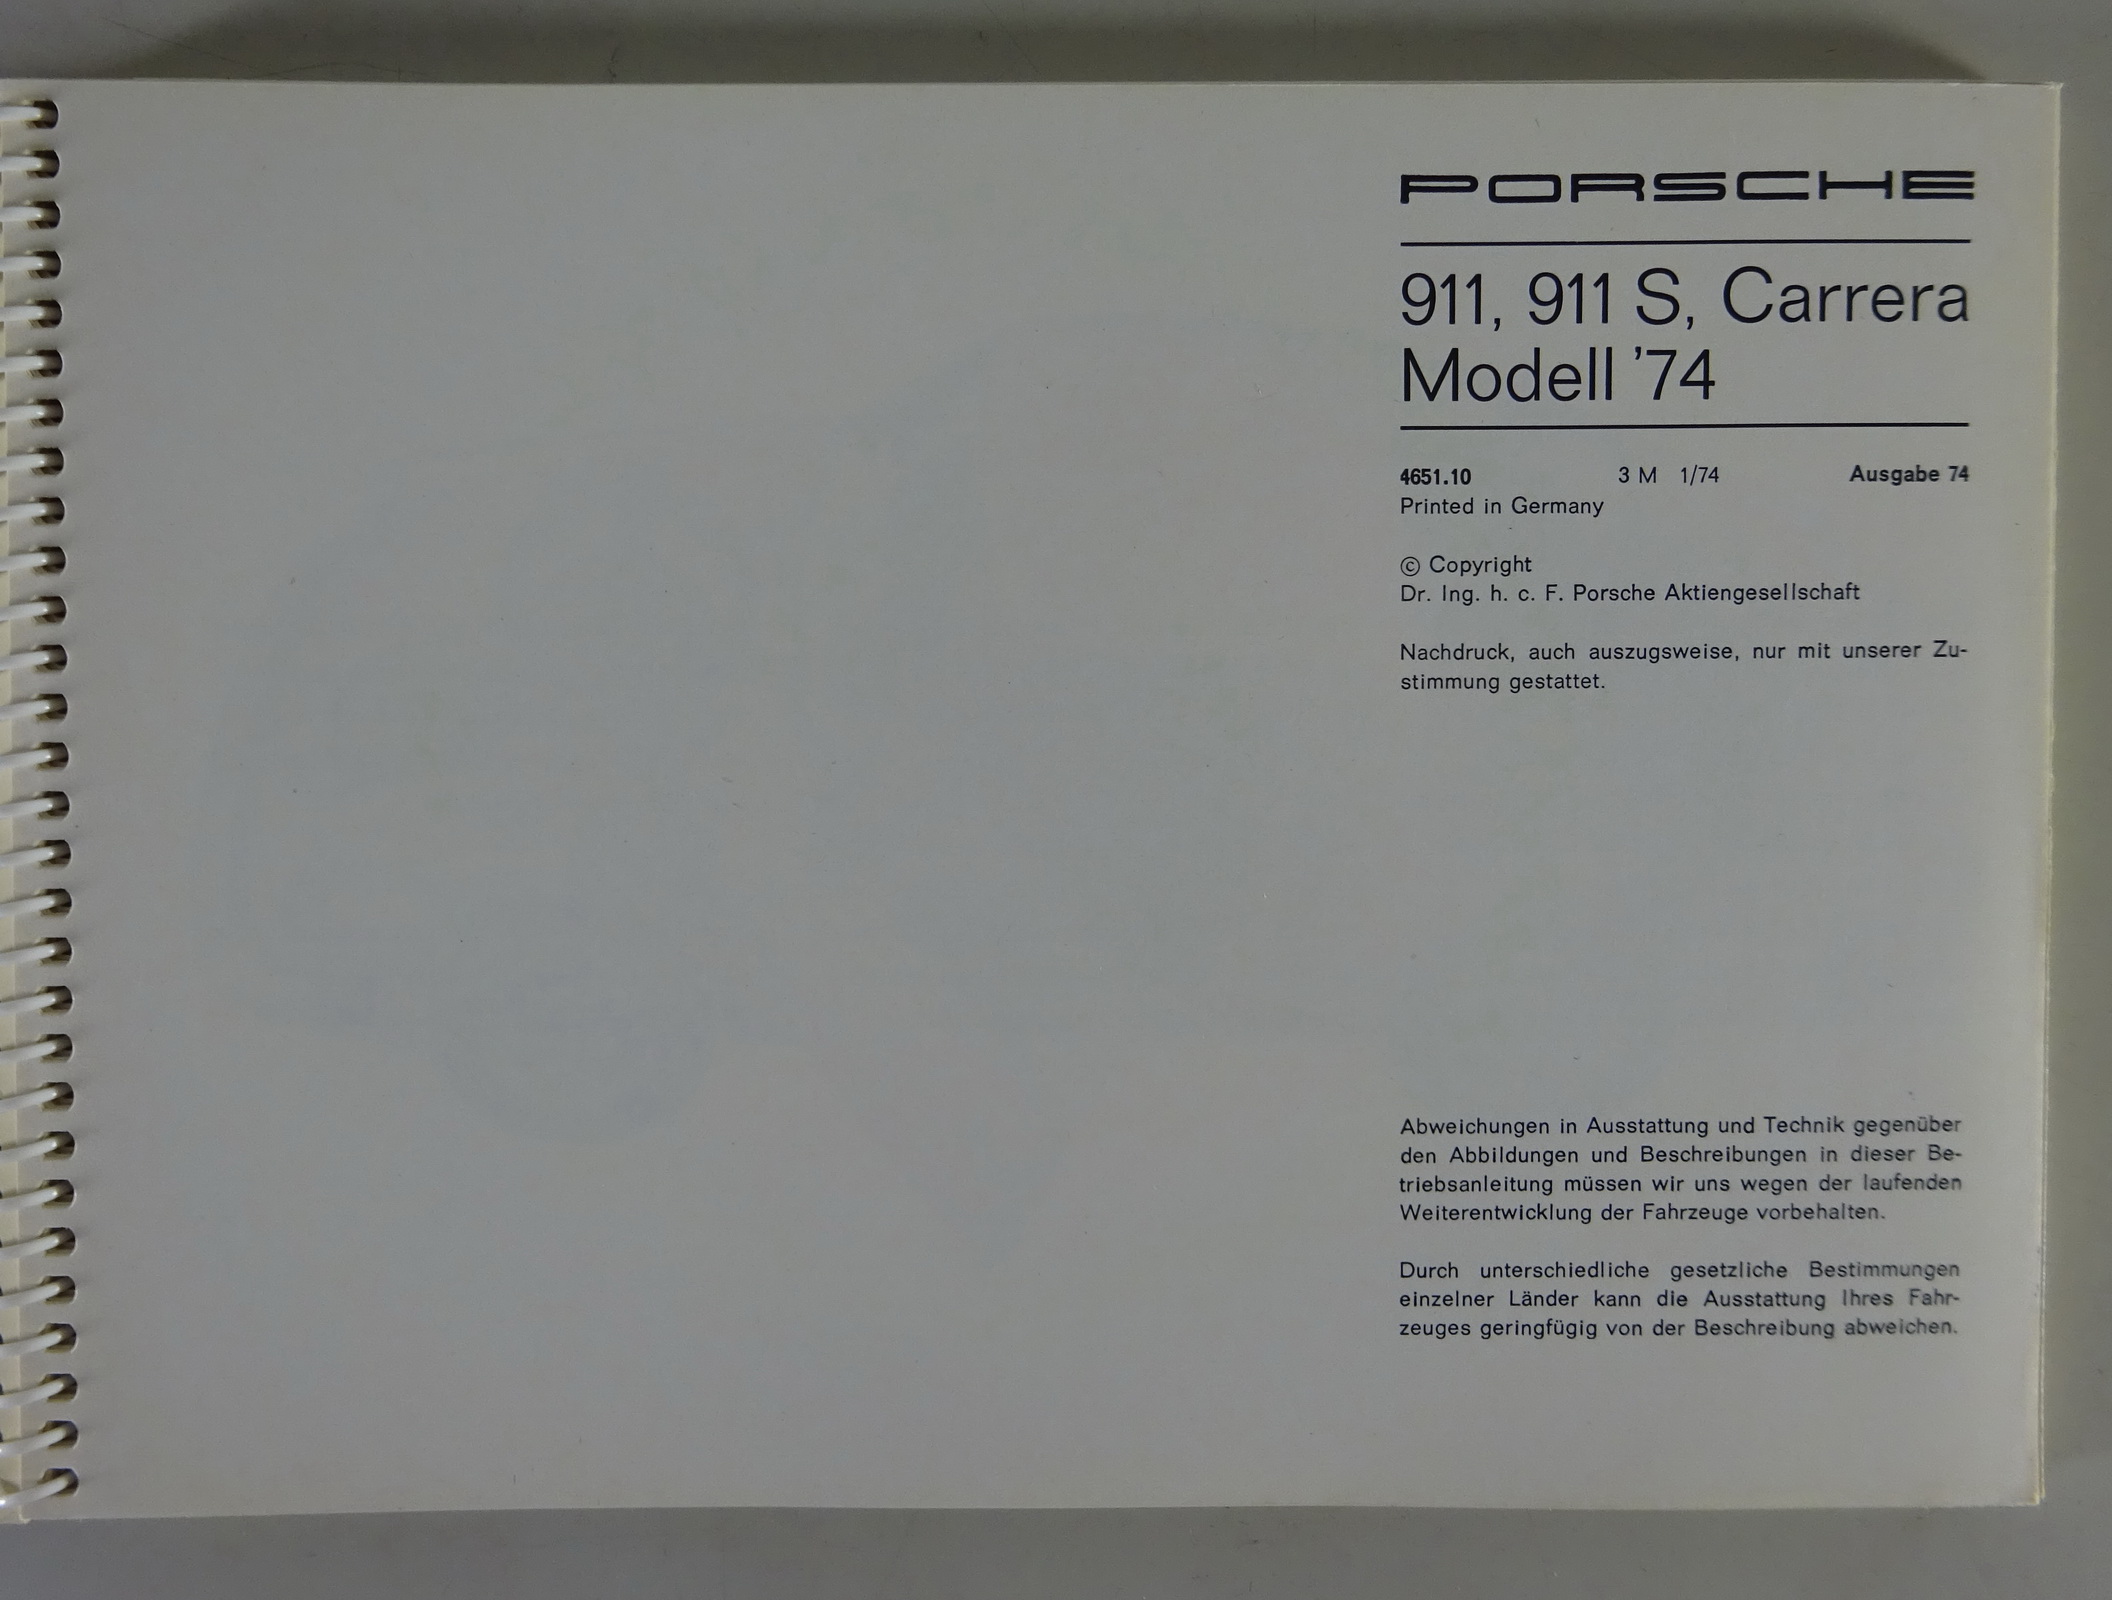 PORSCHE
911, 911 S, Carrera
Modell ’74
4651.10 3 M 1/74 Ausgabe 74
Printed in Germany
© Copyright
Dr. Ing. h. c. F. Porsche Aktiengesellschaft
Nachdruck, auch auszugsweise, nur mit unserer Zu-
stimmung gestattet.
Abweichungen in Ausstattung und Technik gegenüber
den Abbildungen und Beschreibungen in dieser Be-
triebsanleitung müssen wir uns wegen der laufenden
Weiterentwicklung der Fahrzeuge vorbehalten.
Durch unterschiedliche gesetzliche Bestimmungen
einzelner Länder kann die Ausstattung Ihres Fahr-
zeuges geringfügig von der Beschreibung abweichen.